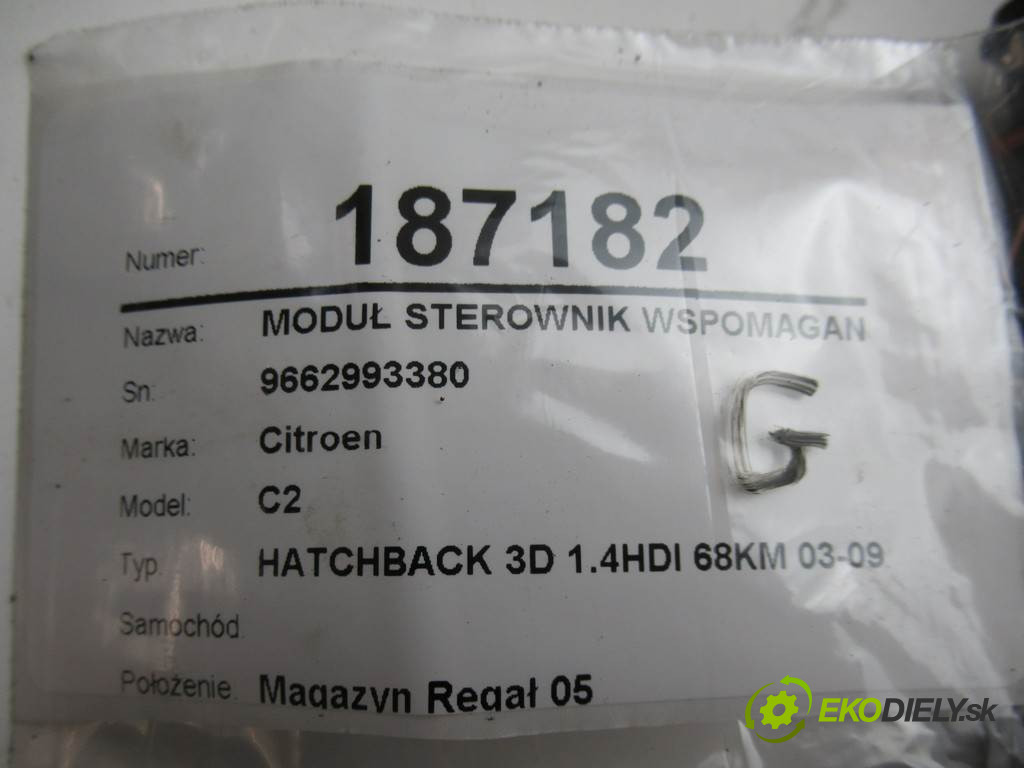 Numer: 187182
Nazwa: MODUŁ STEROWNIK WSPOMAGAN
Sn: 9662993380
Marka: Citroen
G
Model: C2
Typ HATCHBACK 3D 1.4HDI 68KM 03-09
Samochód
Położenie. Magazyn Regał 05
EKODIELY.sk